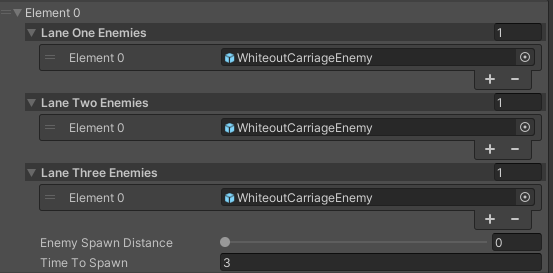 Element 0
Lane One Enemies 1
Element 0 WhiteoutCarriageEnemy
+ −
Lane Two Enemies 1
Element 0 WhiteoutCarriageEnemy
+ −
Lane Three Enemies 1
Element 0 WhiteoutCarriageEnemy
+ −
Enemy Spawn Distance 0
Time To Spawn 3